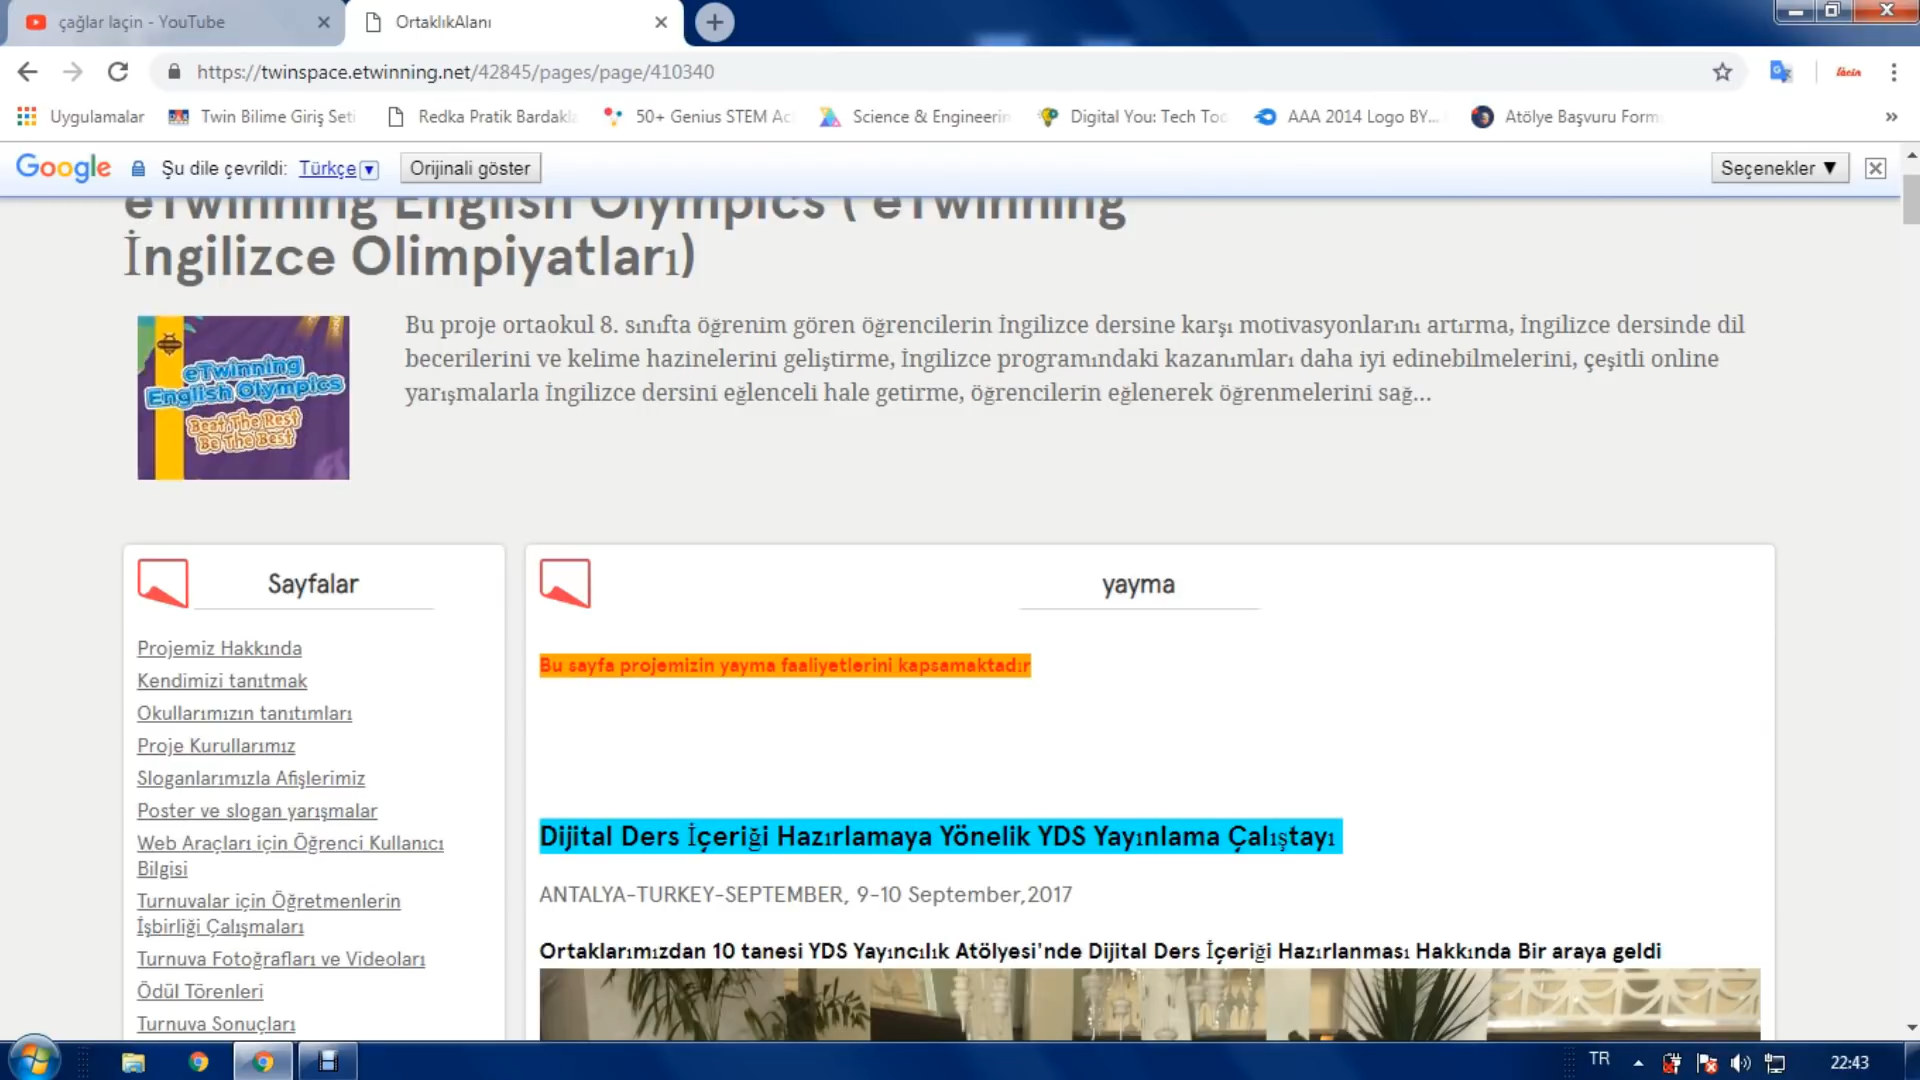 çağlar laçin - YouTube
OrtaklıkAlanı
https://twinspace.etwinning.net/42845/pages/page/410340
laçin
Uygulamalar
Twin Bilime Giriş Seti
Redka Pratik Bardakla
50+ Genius STEM Ac
Science & Engineerin
Digital You: Tech Too
AAA 2014 Logo BY...
Atölye Başvuru Form
»
Google Şu dile çevrildi: Türkçe Orijinali göster
Seçenekler ▼
eTwinning English Olympics ( eTwinning
İngilizce Olimpiyatları)
eTwinning
English Olympics
Beat The Rest
Be The Best
Bu proje ortaokul 8. sınıfta öğrenim gören öğrencilerin İngilizce dersine karşı motivasyonlarını artırma, İngilizce dersinde dil
becerilerini ve kelime hazinelerini geliştirme, İngilizce programındaki kazanımları daha iyi edinebilmelerini, çeşitli online
yarışmalarla İngilizce dersini eğlenceli hale getirme, öğrencilerin eğlenerek öğrenmelerini sağ...
Sayfalar
Projemiz Hakkında
Kendimizi tanıtmak
Okullarımızın tanıtımları
Proje Kurullarımız
Sloganlarımızla Afişlerimiz
Poster ve slogan yarışmalar
Web Araçları için Öğrenci Kullanıcı
Bilgisi
Turnuvalar için Öğretmenlerin
İşbirliği Çalışmaları
Turnuva Fotoğrafları ve Videoları
Ödül Törenleri
Turnuva Sonuçları
yayma
Bu sayfa projemizin yayma faaliyetlerini kapsamaktadır
Dijital Ders İçeriği Hazırlamaya Yönelik YDS Yayınlama Çalıştayı
ANTALYA-TURKEY-SEPTEMBER, 9-10 September,2017
Ortaklarımızdan 10 tanesi YDS Yayıncılık Atölyesi'nde Dijital Ders İçeriği Hazırlanması Hakkında Bir araya geldi
TR
22:43